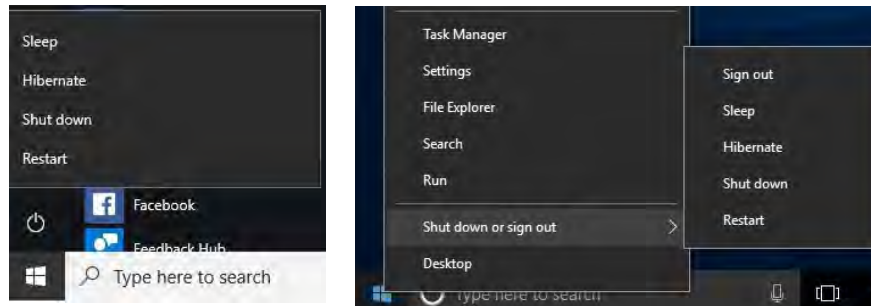 Sleep
Hibernate
Shut down
Restart
Facebook
Feedback Hub
Type here to search
Task Manager
Settings
File Explorer
Search
Run
Shut down or sign out
Desktop
Type here to search
Sign out
Sleep
Hibernate
Shut down
Restart